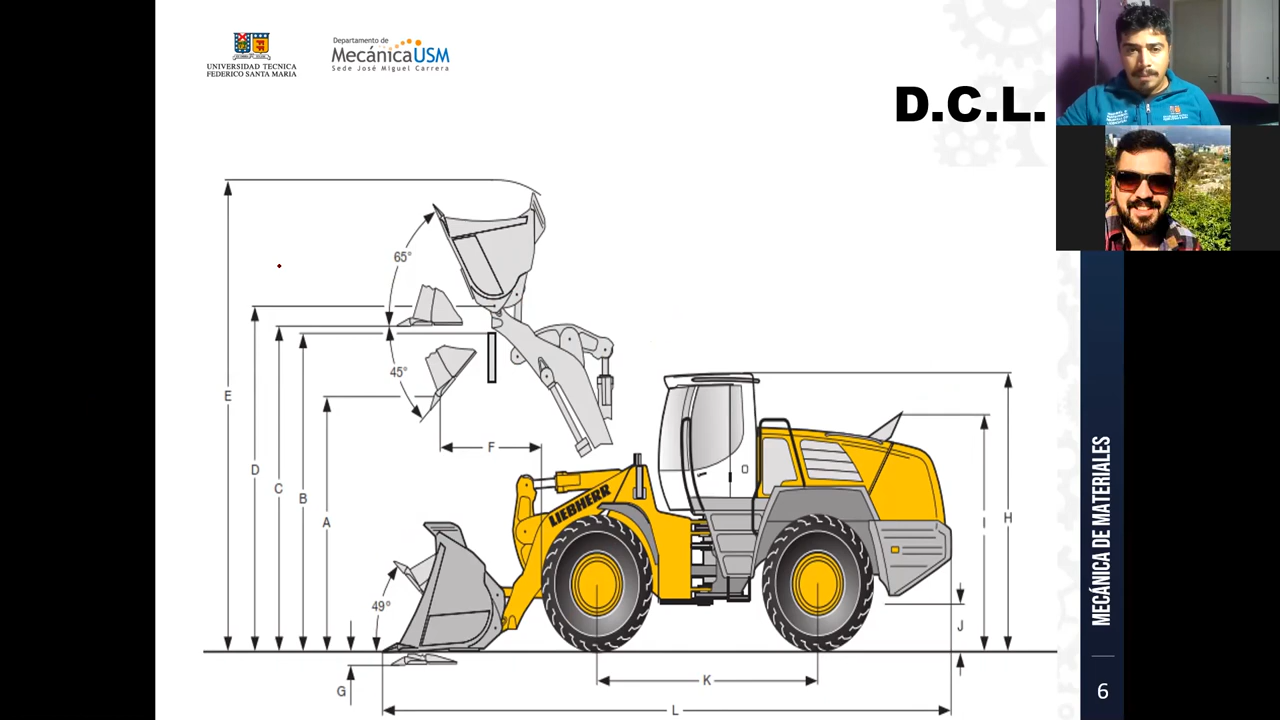 UNIVERSIDAD TECNICA
FEDERICO SANTA MARIA
Departamento de
MecánicaUSM
Sede José Miguel Carrera
D.C.L.
65°
45°
E
F
D
C
B
A
LIEBHERR
I
H
49°
J
G
K
L
MECÁNICA DE MATERIALES
6